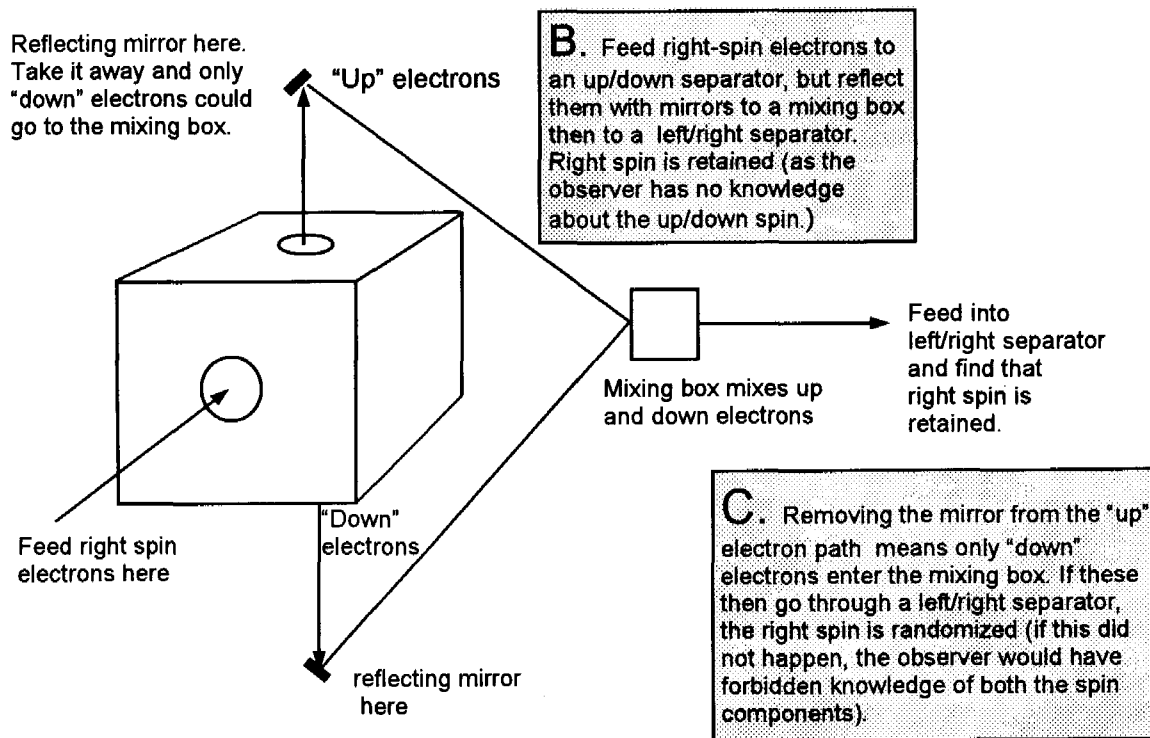 Reflecting mirror here.
Take it away and only
“down” electrons could
go to the mixing box.
“Up” electrons
B. Feed right-spin electrons to
an up/down separator, but reflect
them with mirrors to a mixing box
then to a left/right separator.
Right spin is retained (as the
observer has no knowledge
about the up/down spin.)
Feed into
left/right separator
and find that
right spin is
retained.
Mixing box mixes up
and down electrons
“Down”
electrons
Feed right spin
electrons here
reflecting mirror
here
C. Removing the mirror from the “up”
electron path means only “down”
electrons enter the mixing box. If these
then go through a left/right separator,
the right spin is randomized (if this did
not happen, the observer would have
forbidden knowledge of both the spin
components).